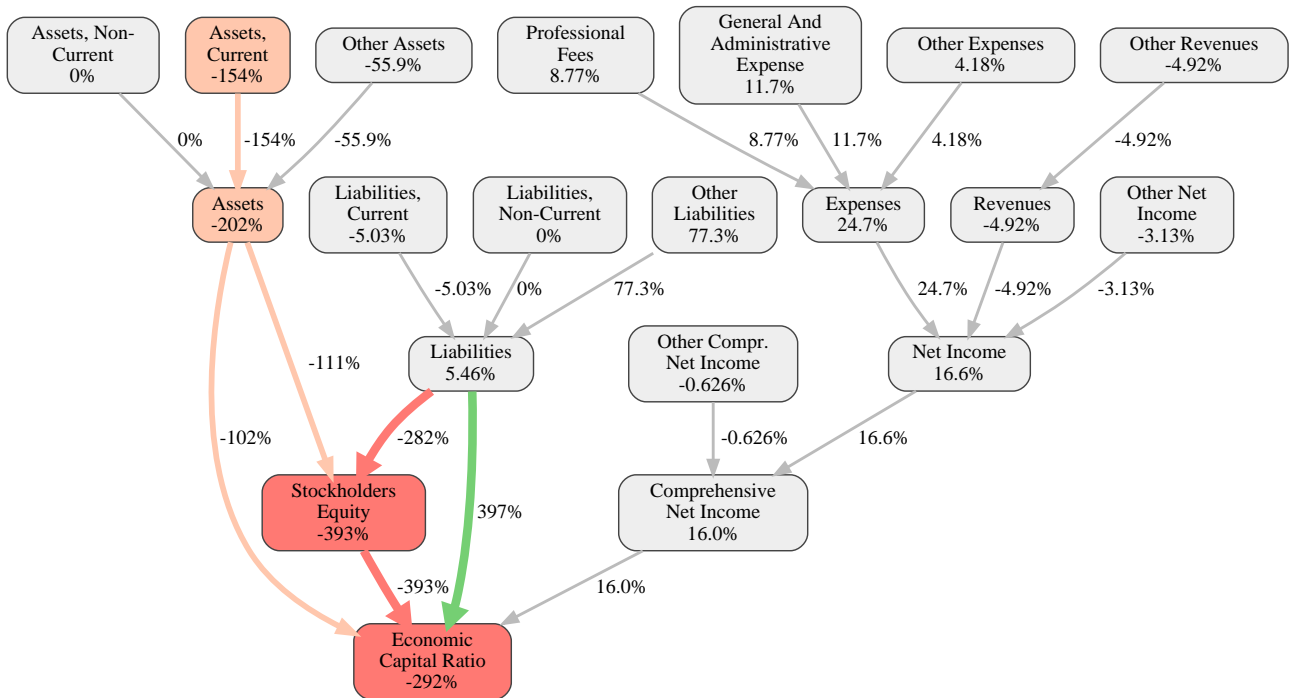 Assets, Non-
Current
0%
Assets,
Current
-154%
Other Assets
-55.9%
Professional
Fees
8.77%
General And
Administrative
Expense
11.7%
Other Expenses
4.18%
Other Revenues
-4.92%
0%
-154%
-55.9%
8.77%
11.7%
4.18%
-4.92%
Assets
-202%
Liabilities,
Current
-5.03%
Liabilities,
Non-Current
0%
Other
Liabilities
77.3%
Expenses
24.7%
Revenues
-4.92%
Other Net
Income
-3.13%
-5.03%
0%
77.3%
24.7%
-4.92%
-3.13%
Liabilities
5.46%
Other Compr.
Net Income
-0.626%
Net Income
16.6%
-111%
-102%
-282%
-0.626%
16.6%
Stockholders
Equity
-393%
397%
Comprehensive
Net Income
16.0%
-393%
16.0%
Economic
Capital Ratio
-292%